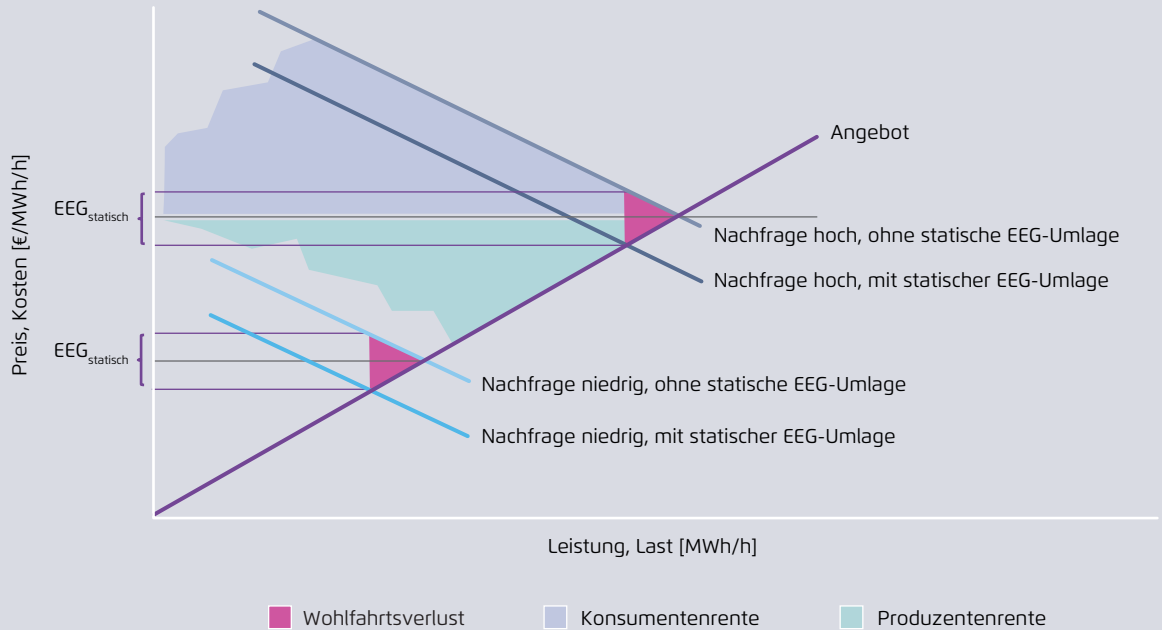 Preis, Kosten [€/MWh/h]
Angebot
EEGstatisch
Nachfrage hoch, ohne statische EEG-Umlage
Nachfrage hoch, mit statischer EEG-Umlage
EEGstatisch
Nachfrage niedrig, ohne statische EEG-Umlage
Nachfrage niedrig, mit statischer EEG-Umlage
Leistung, Last [MWh/h]
Wohlfahrtsverlust
Konsumentenrente
Produzentenrente